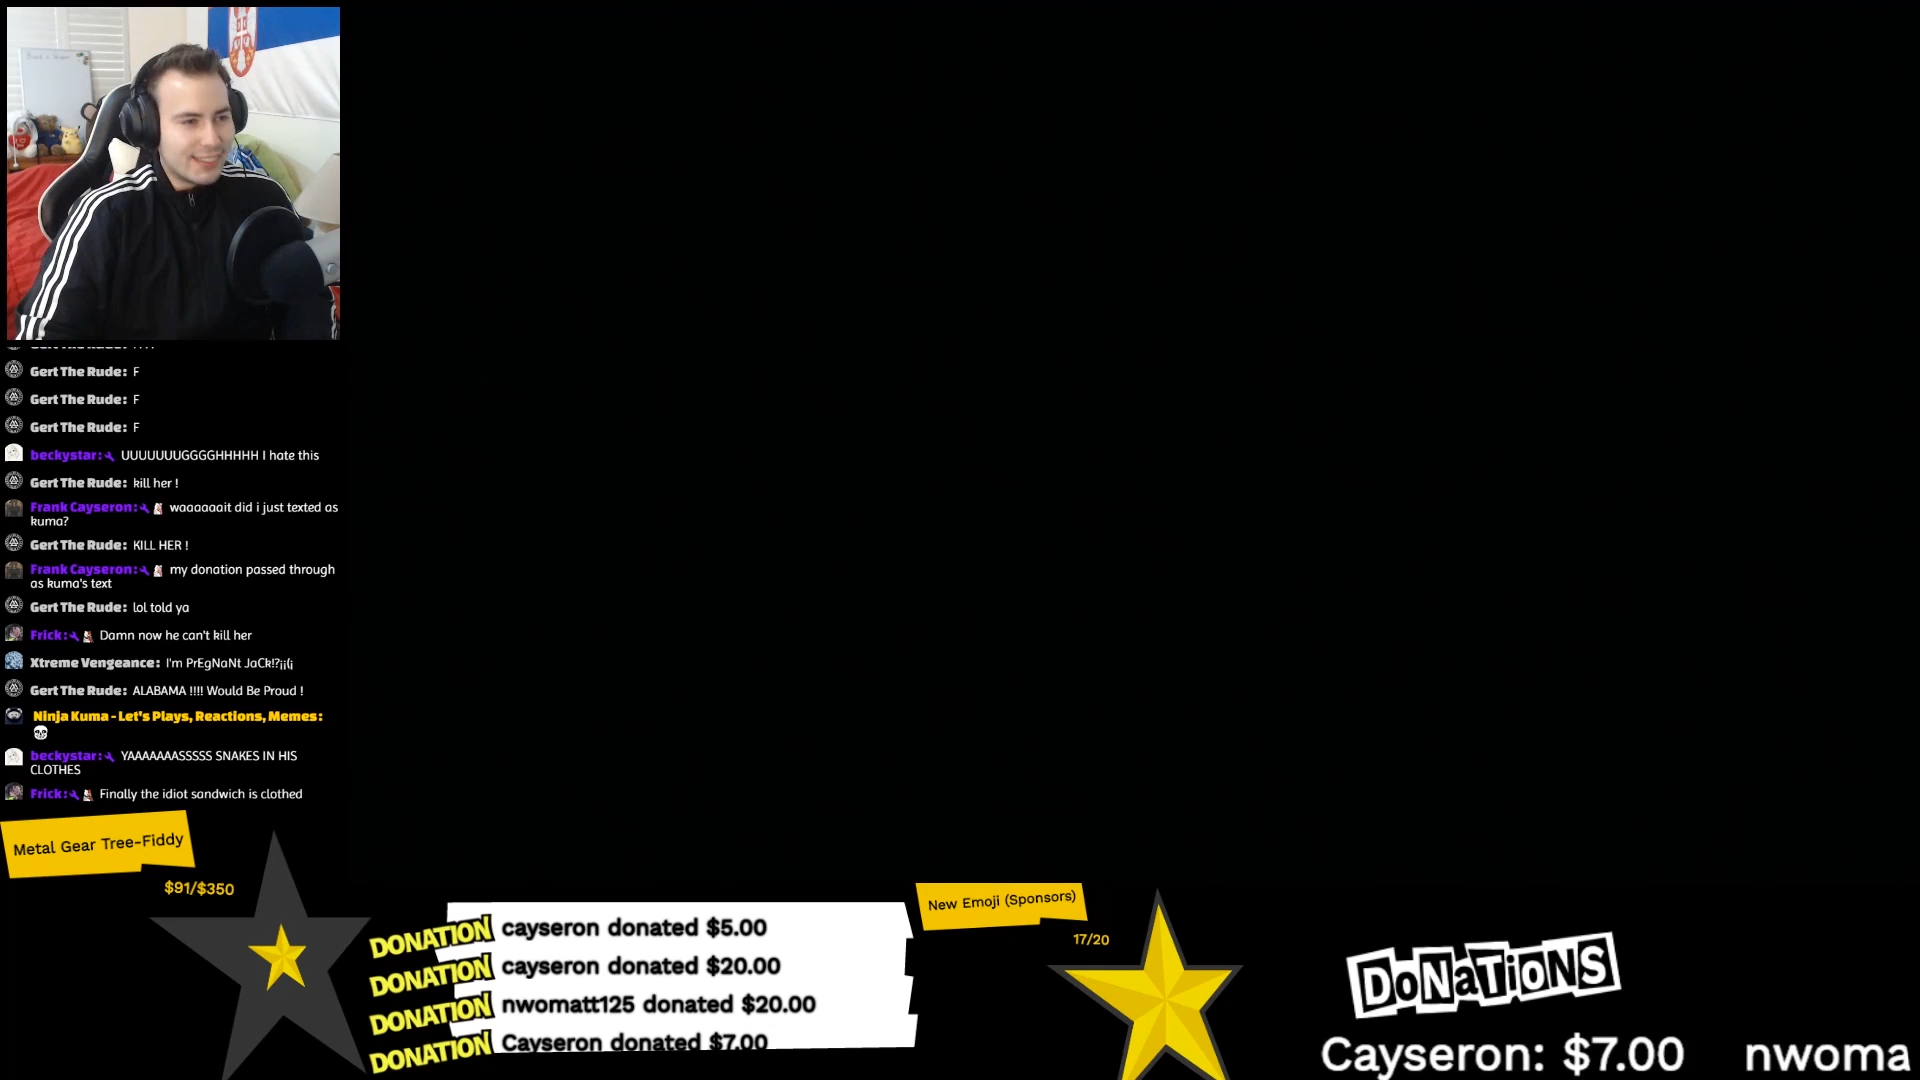 Gert The Rude: F
Gert The Rude: F
Gert The Rude: F
beckystar: UUUUUUUGGGGHHHHH I hate this
Gert The Rude: kill her !
Frank Cayseron: waaaaaait did i just texted as
kuma?
Gert The Rude: KILL HER !
Frank Cayseron: my donation passed through
as kuma's text
Gert The Rude: lol told ya
Frick: Damn now he can't kill her
Xtreme Vengeance: I'm PrEgNaNt JaCk!?¡¡(¡
Gert The Rude: ALABAMA !!!! Would Be Proud !
Ninja Kuma - Let's Plays, Reactions, Memes:
beckystar: YAAAAAAASSSSS SNAKES IN HIS
CLOTHES
Frick: Finally the idiot sandwich is clothed
Metal Gear Tree-Fiddy
$91/$350
DONATION cayseron donated $5.00
DONATION cayseron donated $20.00
DONATION nwomatt125 donated $20.00
DONATION Cayseron donated $7.00
New Emoji (Sponsors)
17/20
DoNaTioNS
Cayseron: $7.00 nwoma